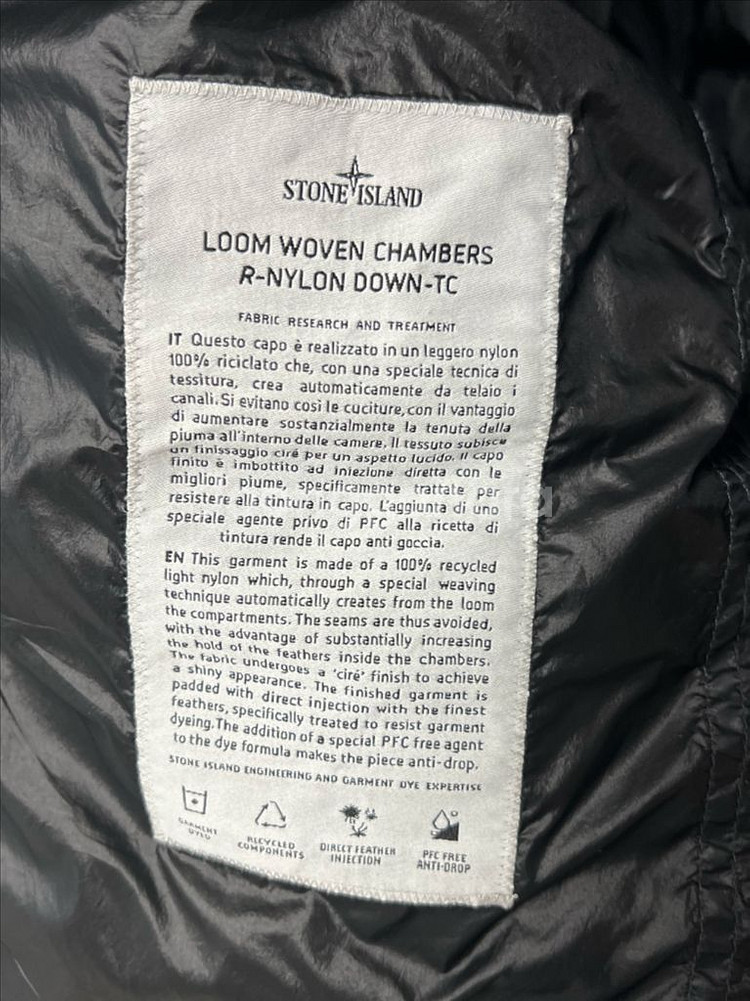 STONE ISLAND
LOOM WOVEN CHAMBERS
R-NYLON DOWN-TC
FABRIC RESEARCH AND TREATMENT
IT Questo capo è realizzato in un leggero nylon
100% riciclato che, con una speciale tecnica di
tessitura, crea automaticamente da telaio i
canali. Si evitano così le cuciture, con il vantaggio
di aumentare sostanzialmente la tenuta della
piuma all'interno delle camere. Il tessuto subisce
un finissaggio ciré per un aspetto lucido. Il capo
finito è imbottito ad iniezione diretta con le
migliori piume, specificamente trattate per
resistere alla tintura in capo. L'aggiunta di uno
speciale agente privo di PFC alla ricetta di
tintura rende il capo anti goccia.
EN This garment is made of a 100% recycled
light nylon which, through a special weaving
technique automatically creates from the loom
the compartments. The seams are thus avoided,
with the advantage of substantially increasing
the hold of the feathers inside the chambers.
The fabric undergoes a 'ciré' finish to achieve
a shiny appearance. The finished garment is
padded with direct injection with the finest
feathers, specifically treated to resist garment
dyeing. The addition of a special PFC free agent
to the dye formula makes the piece anti-drop.
STONE ISLAND ENGINEERING AND GARMENT DYE EXPERTISE
GARMENT
DYED
RECYCLED
COMPONENTS
DIRECT FEATHER
INJECTION
PFC FREE
ANTI-DROP